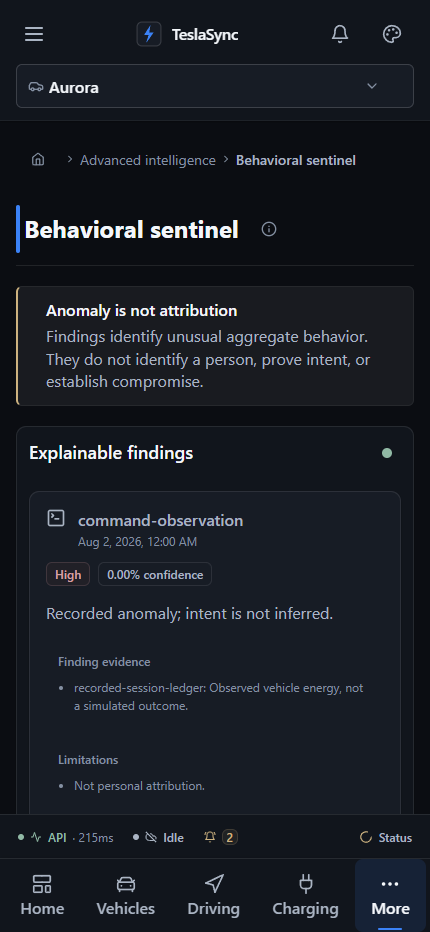 TeslaSync
Aurora
Advanced intelligence
Behavioral sentinel
Behavioral sentinel
Anomaly is not attribution
Findings identify unusual aggregate behavior.
They do not identify a person, prove intent, or
establish compromise.
Explainable findings
command-observation
Aug 2, 2026, 12:00 AM
High
0.00% confidence
Recorded anomaly; intent is not inferred.
Finding evidence
• recorded-session-ledger: Observed vehicle energy, not
a simulated outcome.
Limitations
• Not personal attribution.
API · 215ms
Idle
2
Status
Home
Vehicles
Driving
Charging
More